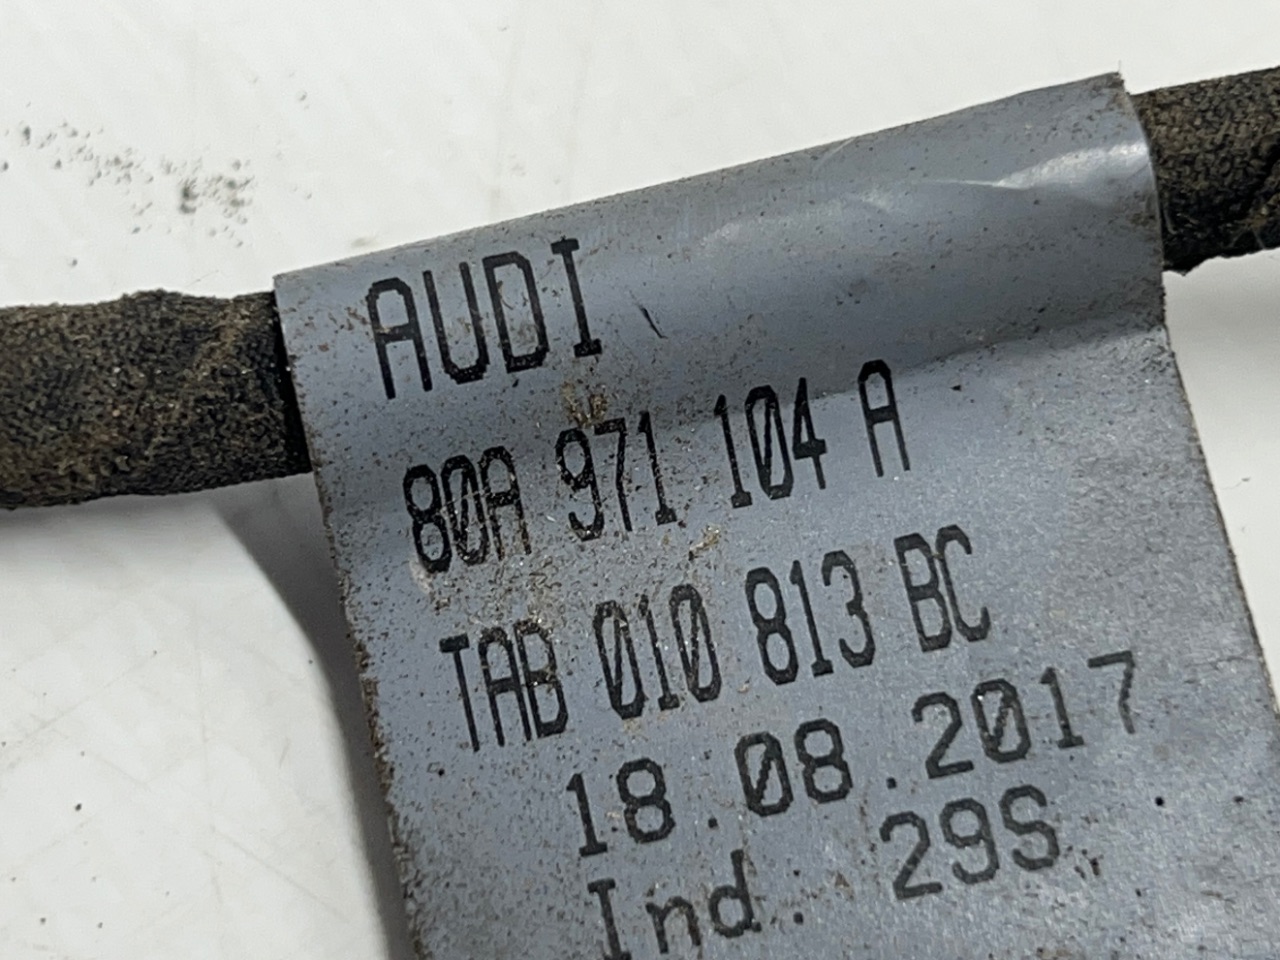 AUDI
80A 971 104 A
TAB 010 813 BC
18.08.2017
Ind. 29S